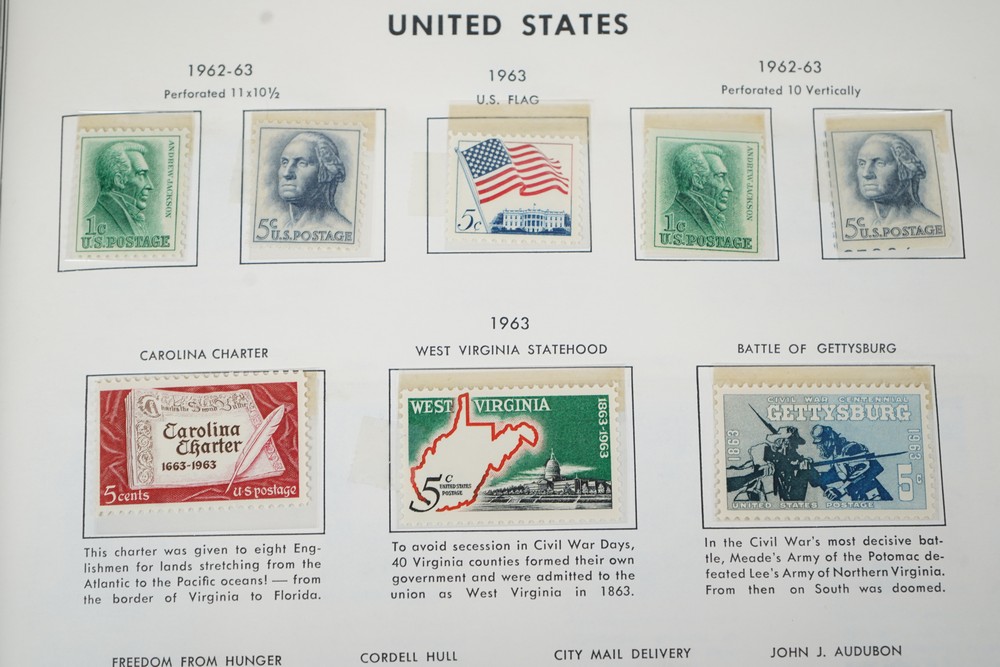 UNITED STATES
1962-63
Perforated 11x10½
1963
U.S. FLAG
1962-63
Perforated 10 Vertically
ANDREW JACKSON
1c
U.S. POSTAGE
5c
U.S. POSTAGE
5c
ANDREW JACKSON
1c
U.S. POSTAGE
5c
U.S. POSTAGE
1963
CAROLINA CHARTER
WEST VIRGINIA STATEHOOD
BATTLE OF GETTYSBURG
Carolina
Charter
1663-1963
5 cents
U.S. postage
WEST VIRGINIA
1863-1963
5c
UNITED STATES
POSTAGE
CIVIL WAR CENTENNIAL
GETTYSBURG
1863
1963
5c
UNITED STATES POSTAGE
This charter was given to eight Eng-
lishmen for lands stretching from the
Atlantic to the Pacific oceans! — from
the border of Virginia to Florida.
To avoid secession in Civil War Days,
40 Virginia counties formed their own
government and were admitted to the
union as West Virginia in 1863.
In the Civil War's most decisive bat-
tle, Meade's Army of the Potomac de-
feated Lee's Army of Northern Virginia.
From then on South was doomed.
FREEDOM FROM HUNGER
CORDELL HULL
CITY MAIL DELIVERY
JOHN J. AUDUBON